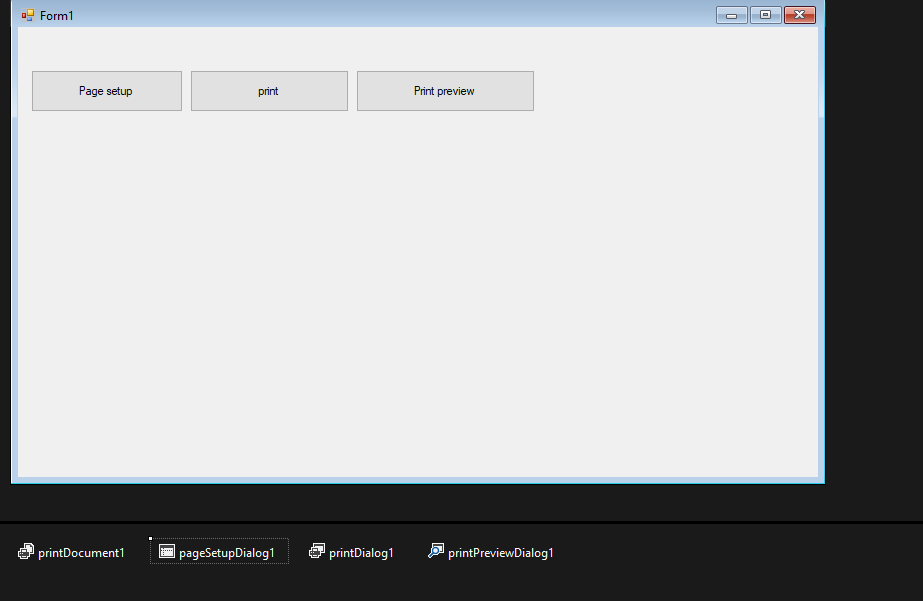 Form1
Page setup
print
Print preview
printDocument1
pageSetupDialog1
printDialog1
printPreviewDialog1